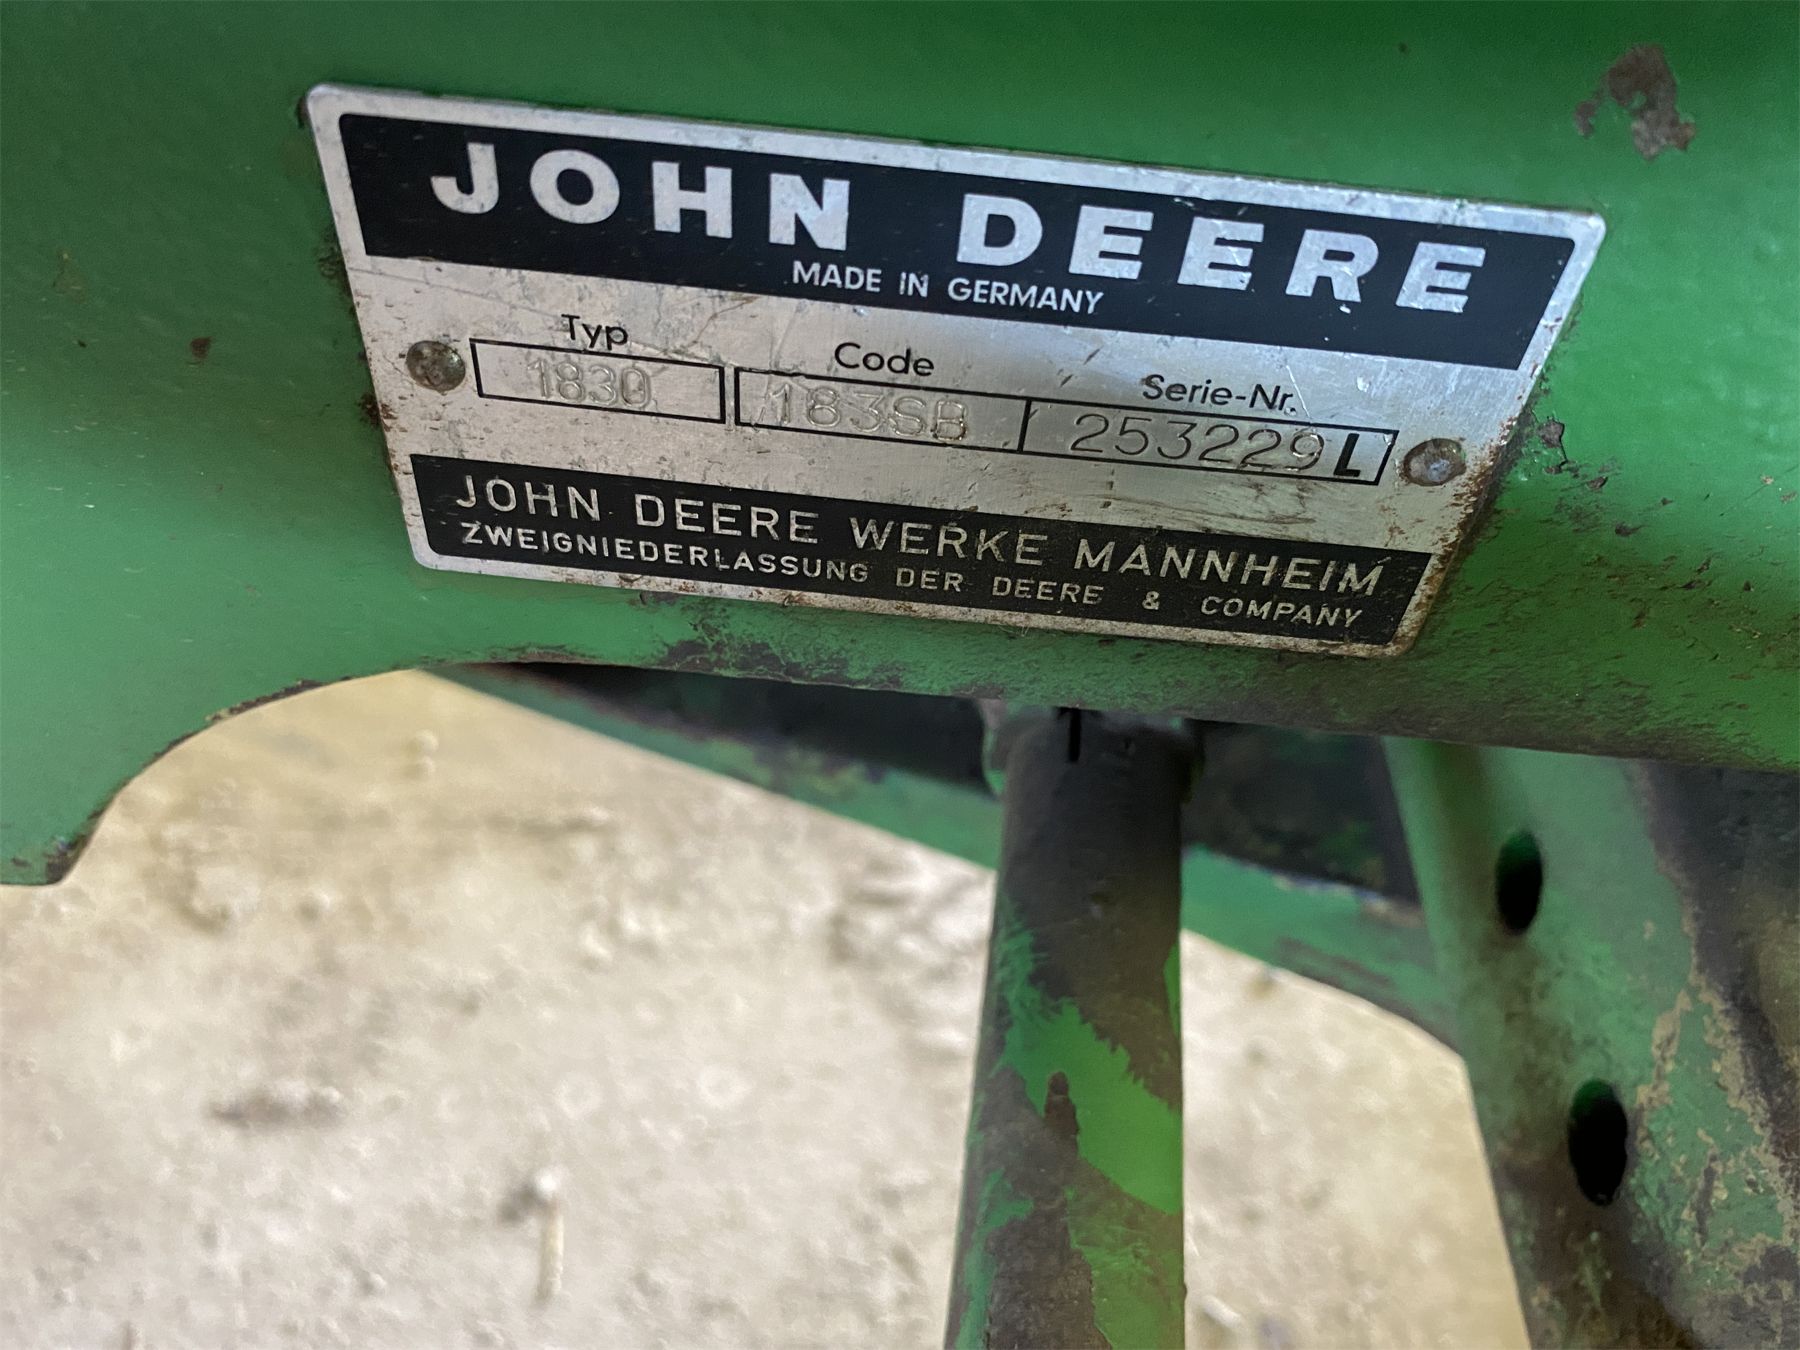 JOHN DEERE
MADE IN GERMANY
Typ Code Serie-Nr.
1830 183SB 253229L
JOHN DEERE WERKE MANNHEIM
ZWEIGNIEDERLASSUNG DER DEERE & COMPANY